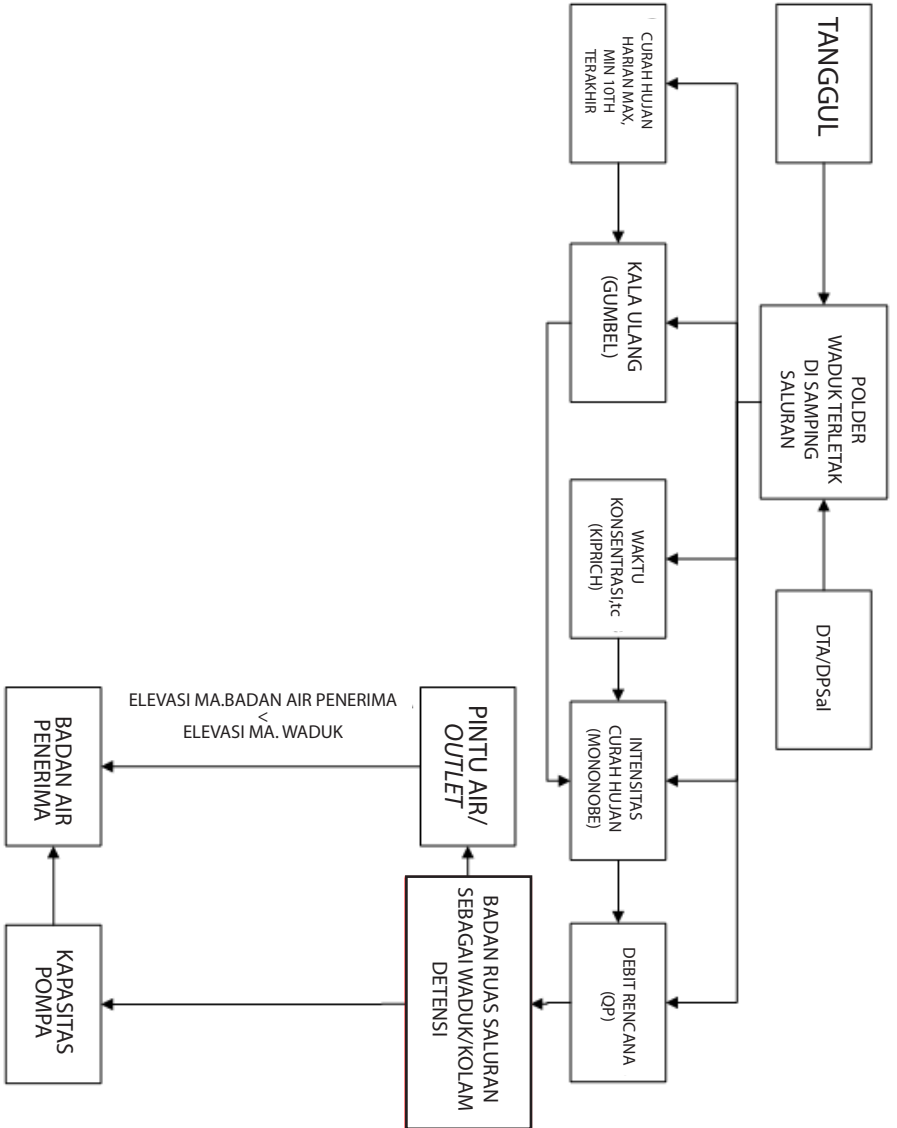 TANGGUL
POLDER
WADUK TERLETAK
DI SAMPING
SALURAN
DTA/DPSal
CURAH HUJAN
HARIAN MAX,
MIN 10TH
TERAKHIR
KALA ULANG
(GUMBEL)
WAKTU
KONSENTRASI,tc
(KIPRICH)
INTENSITAS
CURAH HUJAN
(MONONOBE)
DEBIT RENCANA
(QP)
PINTU AIR/
OUTLET
BADAN RUAS SALURAN
SEBAGAI WADUK/KOLAM
DETENSI
ELEVASI MA.BADAN AIR PENERIMA
<
ELEVASI MA. WADUK
BADAN AIR
PENERIMA
KAPASITAS
POMPA